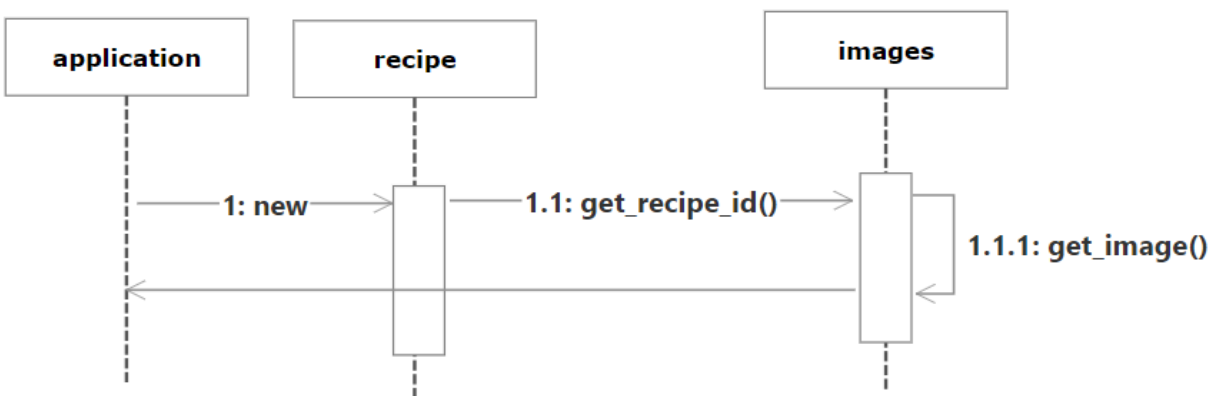 application
recipe
images
1: new
1.1: get_recipe_id()
1.1.1: get_image()